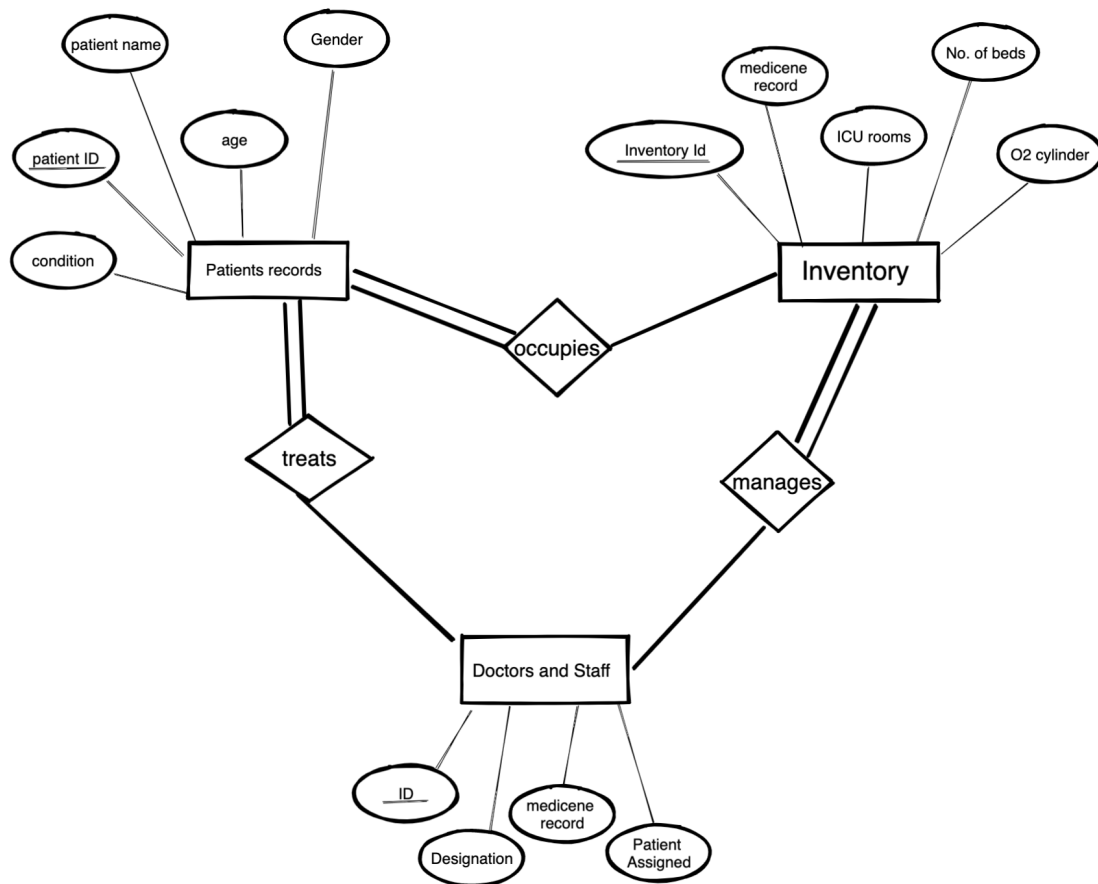 patient name
Gender
No. of beds
medicene
record
age
ICU rooms
patient ID
Inventory Id
O2 cylinder
condition
Patients records
Inventory
occupies
treats
manages
Doctors and Staff
ID
medicene
record
Designation
Patient
Assigned